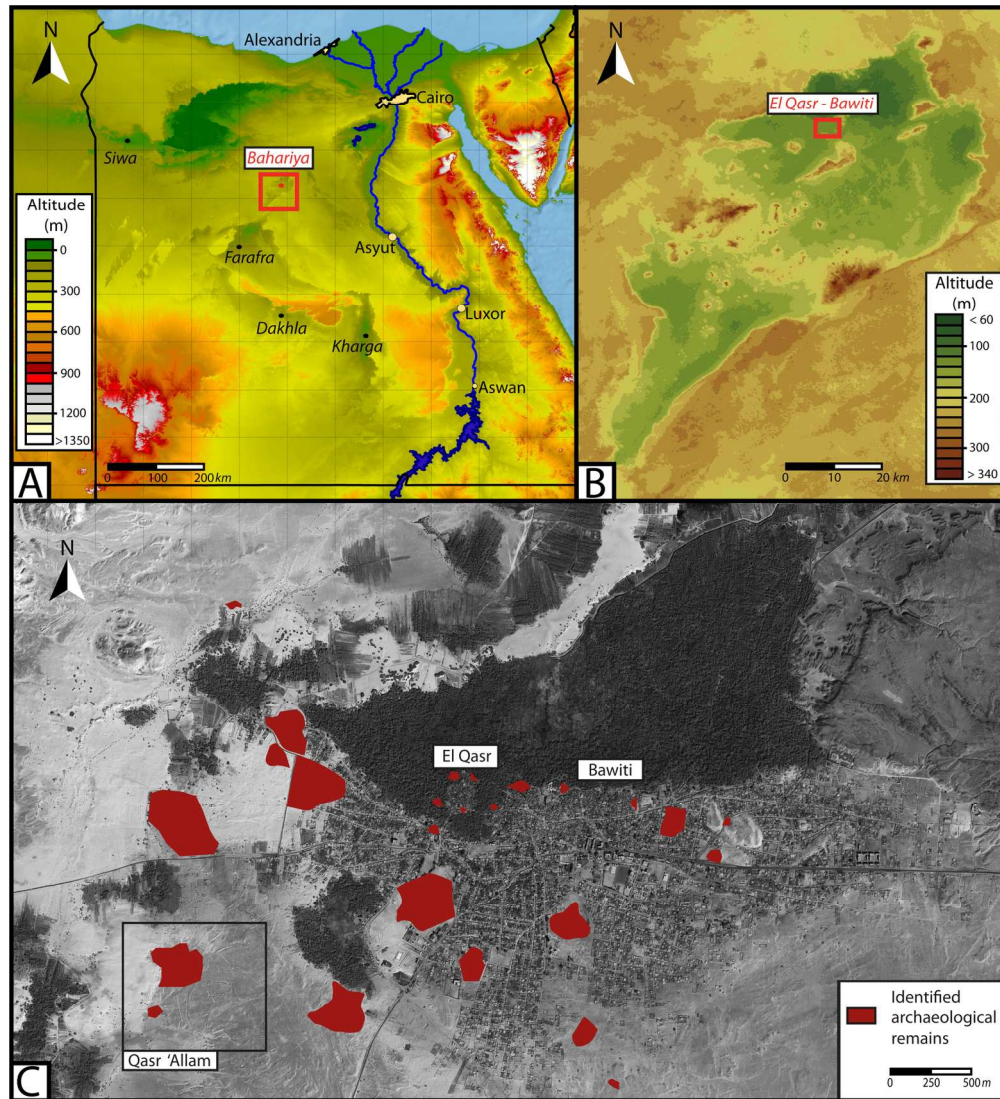 N
Alexandria
Cairo
Siwa
Bahariya
Altitude
(m)
0
300
600
900
1200
>1350
Farafra
Asyut
Dakhla
Luxor
Kharga
Aswan
0 100 200 km
A
N
El Qasr - Bawiti
Altitude
(m)
< 60
100
200
300
> 340
0 10 20 km
B
N
El Qasr
Bawiti
Qasr 'Allam
Identified
archaeological
remains
0 250 500 m
C